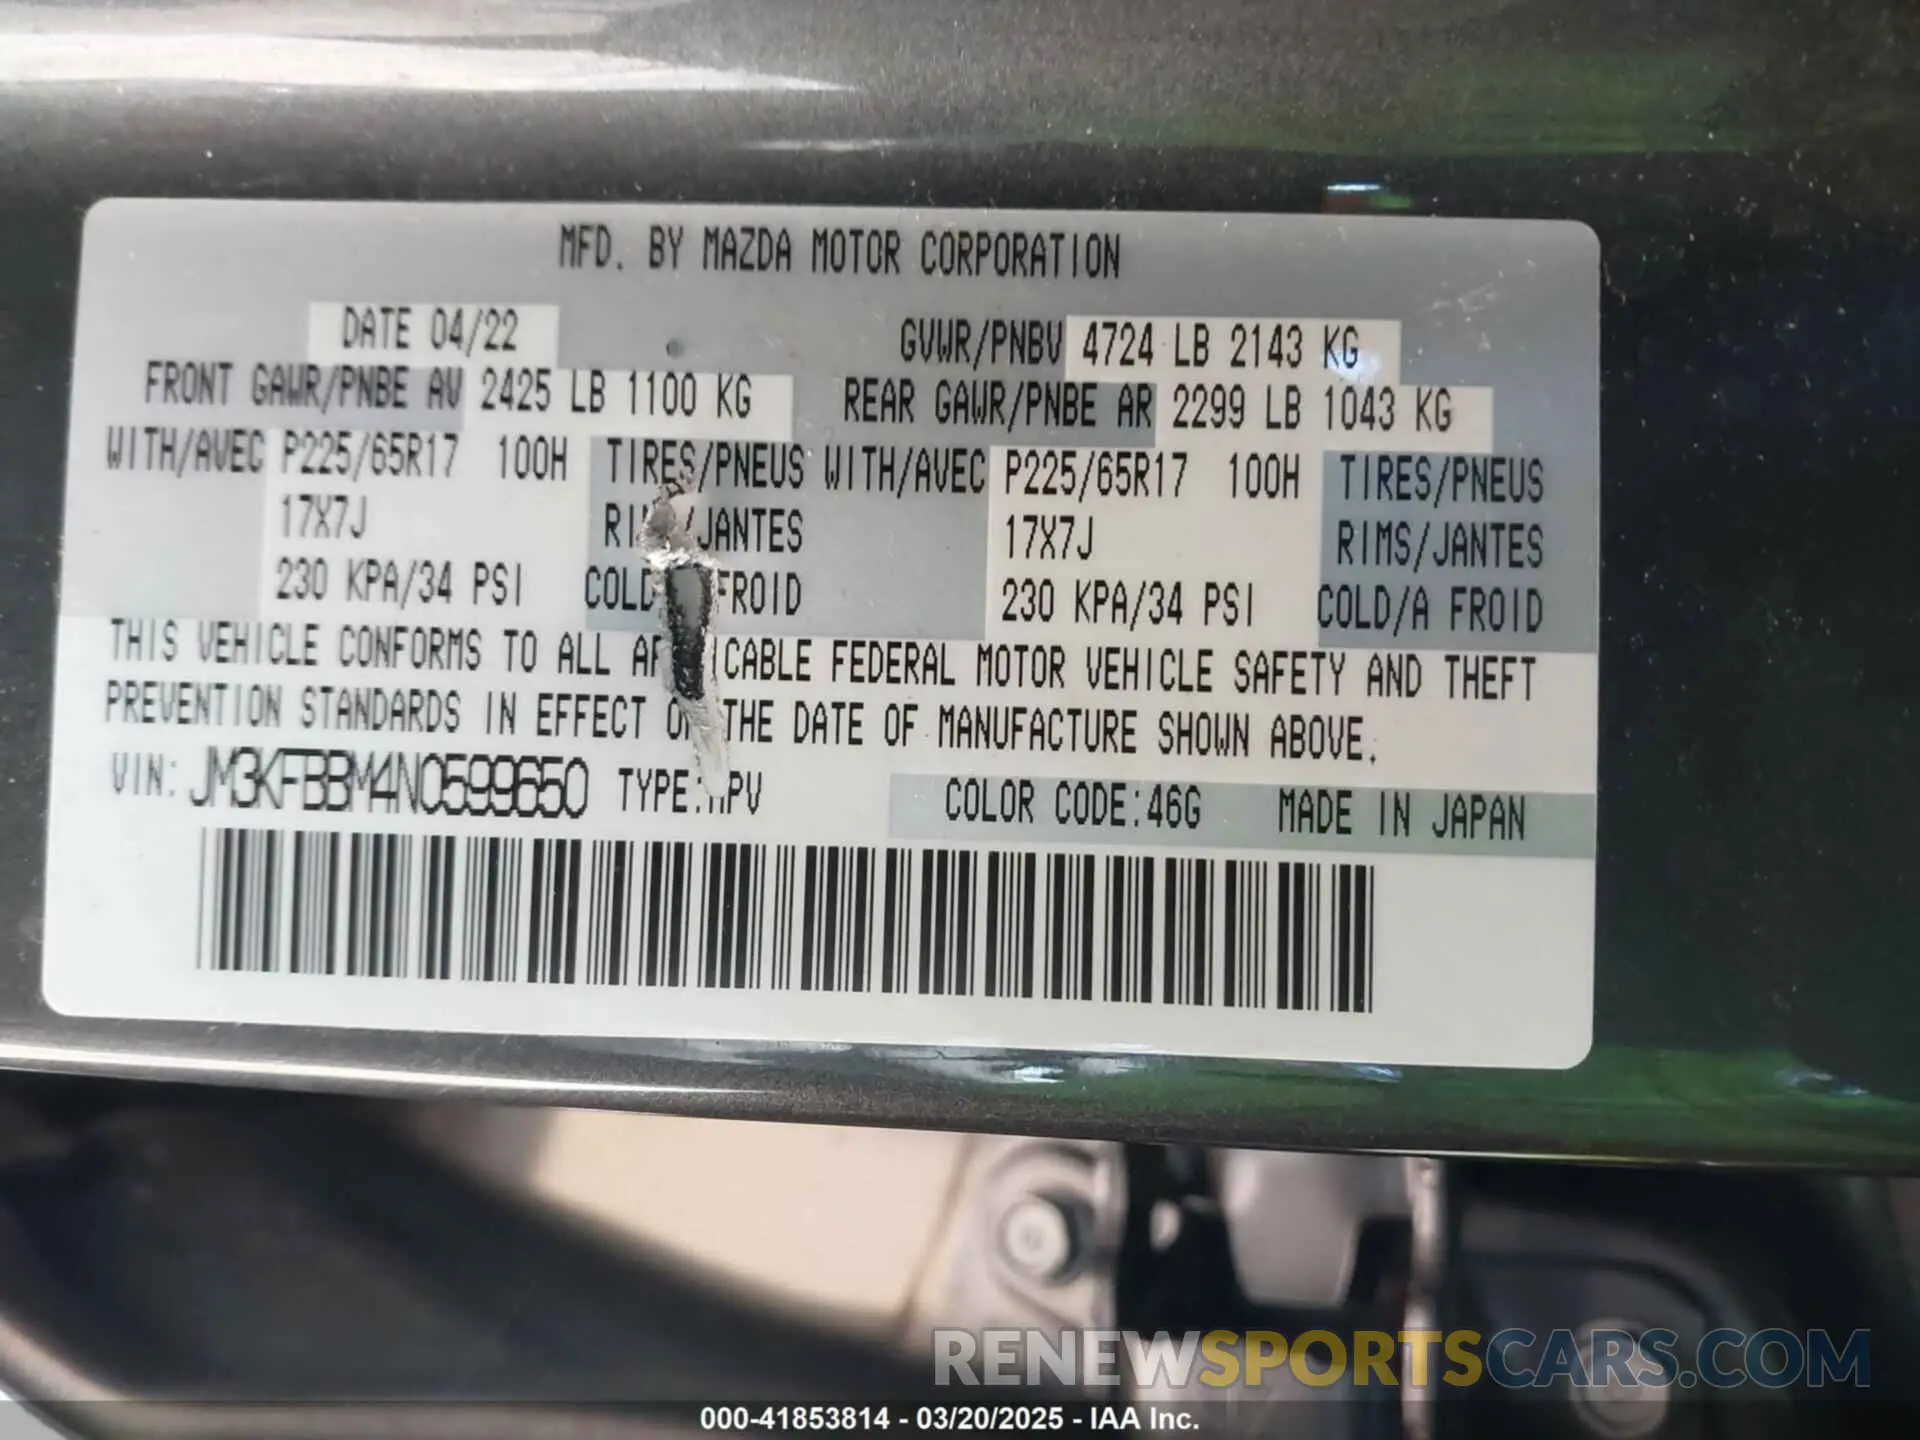 MFD. BY MAZDA MOTOR CORPORATION
DATE 04/22 GVWR/PNBV 4724 LB 2143 KG
FRONT GAWR/PNBE AV 2425 LB 1100 KG REAR GAWR/PNBE AR 2299 LB 1043 KG
WITH/AVEC P225/65R17 100H TIRES/PNEUS WITH/AVEC P225/65R17 100H TIRES/PNEUS
17X7J /JANTES 17X7J RIMS/JANTES
230 KPA/34 PSI COLD FROID 230 KPA/34 PSI COLD/A FROID
THIS VEHICLE CONFORMS TO ALL FEDERAL MOTOR VEHICLE SAFETY AND THEFT
PREVENTION STANDARDS IN EFFECT THE DATE OF MANUFACTURE SHOWN ABOVE.
VIN: JM3KFBBM4N0599650 TYPE: COLOR CODE:46G MADE IN JAPAN
RENEWSPORTSCARS.COM
000-41853814 - 03/20/2025 - IAA Inc.